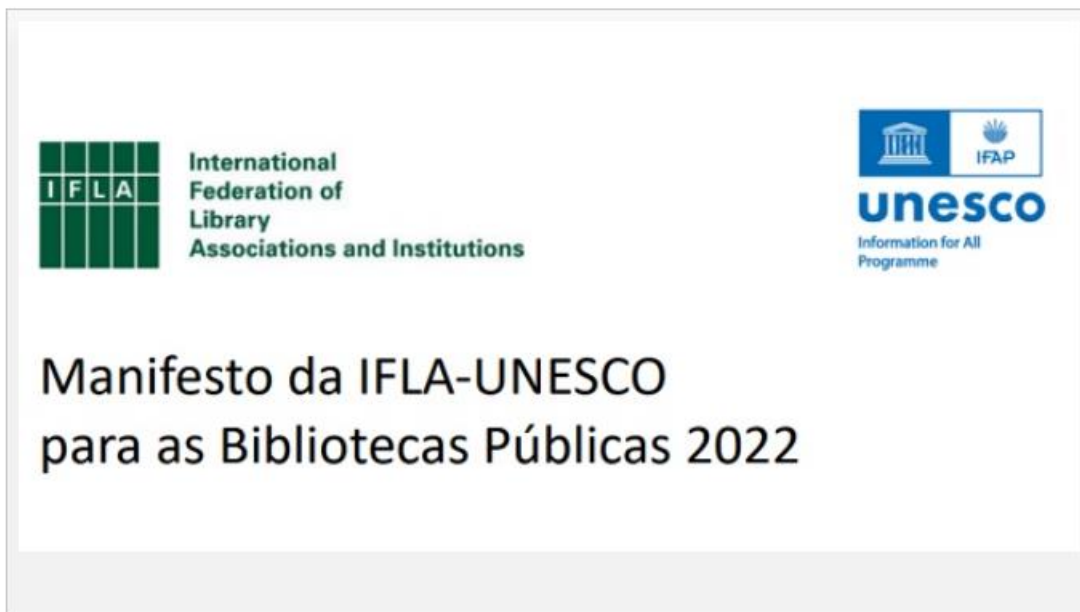 IFLA
International
Federation of
Library
Associations and Institutions
IFAP
unesco
Information for All
Programme
Manifesto da IFLA-UNESCO
para as Bibliotecas Públicas 2022